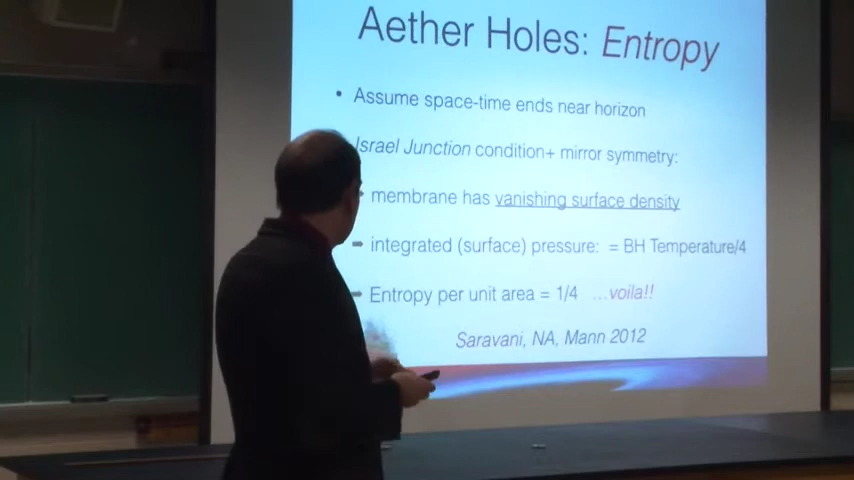 Aether Holes: Entropy
• Assume space-time ends near horizon
Israel Junction condition+ mirror symmetry:
membrane has vanishing surface density
➡ integrated (surface) pressure: = BH Temperature/4
➡ Entropy per unit area = 1/4 ...voila!!
Saravani, NA, Mann 2012